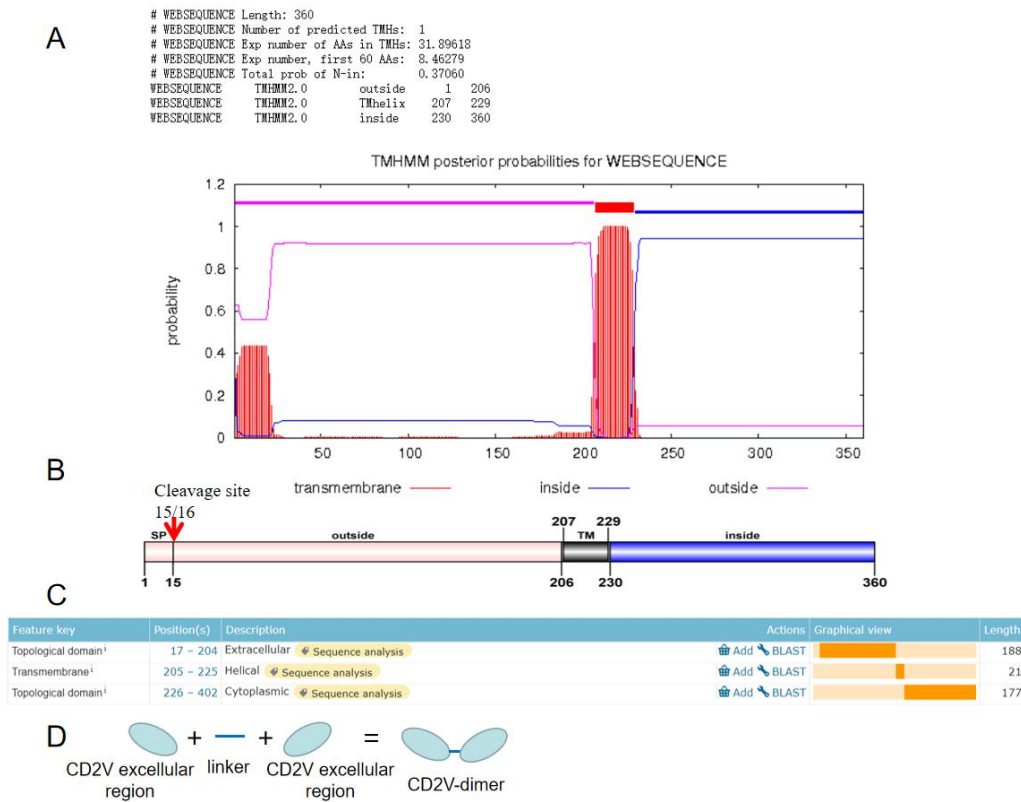 A
# WEBSEQUENCE Length: 360
# WEBSEQUENCE Number of predicted TMHs: 1
# WEBSEQUENCE Exp number of AAs in TMHs: 31.89618
# WEBSEQUENCE Exp number, first 60 AAs: 8.46279
# WEBSEQUENCE Total prob of N-in: 0.37060
WEBSEQUENCE TMHMM2.0 outside 1 206
WEBSEQUENCE TMHMM2.0 TMhelix 207 229
WEBSEQUENCE TMHMM2.0 inside 230 360
TMHMM posterior probabilities for WEBSEQUENCE
1.2
1
0.8
0.6
0.4
0.2
0
probability
50 100 150 200 250 300 350
transmembrane inside outside
B
Cleavage site
15/16
SP outside 207 TM 229 inside
1 15 206 230 360
C
Feature key Position(s) Description Actions Graphical view Length
Topological domain i 17 – 204 Extracellular Sequence analysis Add BLAST 188
Transmembrane i 205 – 225 Helical Sequence analysis Add BLAST 21
Topological domain i 226 – 402 Cytoplasmic Sequence analysis Add BLAST 177
D
+ + =
CD2V excellular
region
linker
CD2V excellular
region
CD2V-dimer